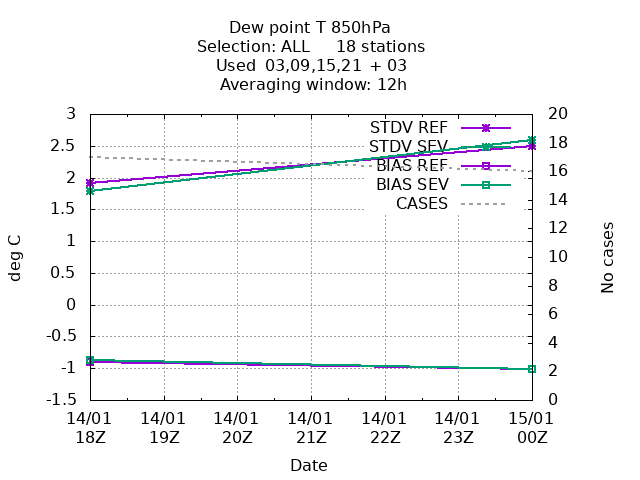 Dew point T 850hPa
Selection: ALL 18 stations
Used 03,09,15,21 + 03
Averaging window: 12h
3
2.5
2
1.5
1
0.5
0
-0.5
-1
-1.5
deg C
STDV REF
STDV SEV
BIAS REF
BIAS SEV
CASES
20
18
16
14
12
10
8
6
4
2
0
No cases
14/01 14/01 14/01 14/01 14/01 14/01 15/01
18Z 19Z 20Z 21Z 22Z 23Z 00Z
Date